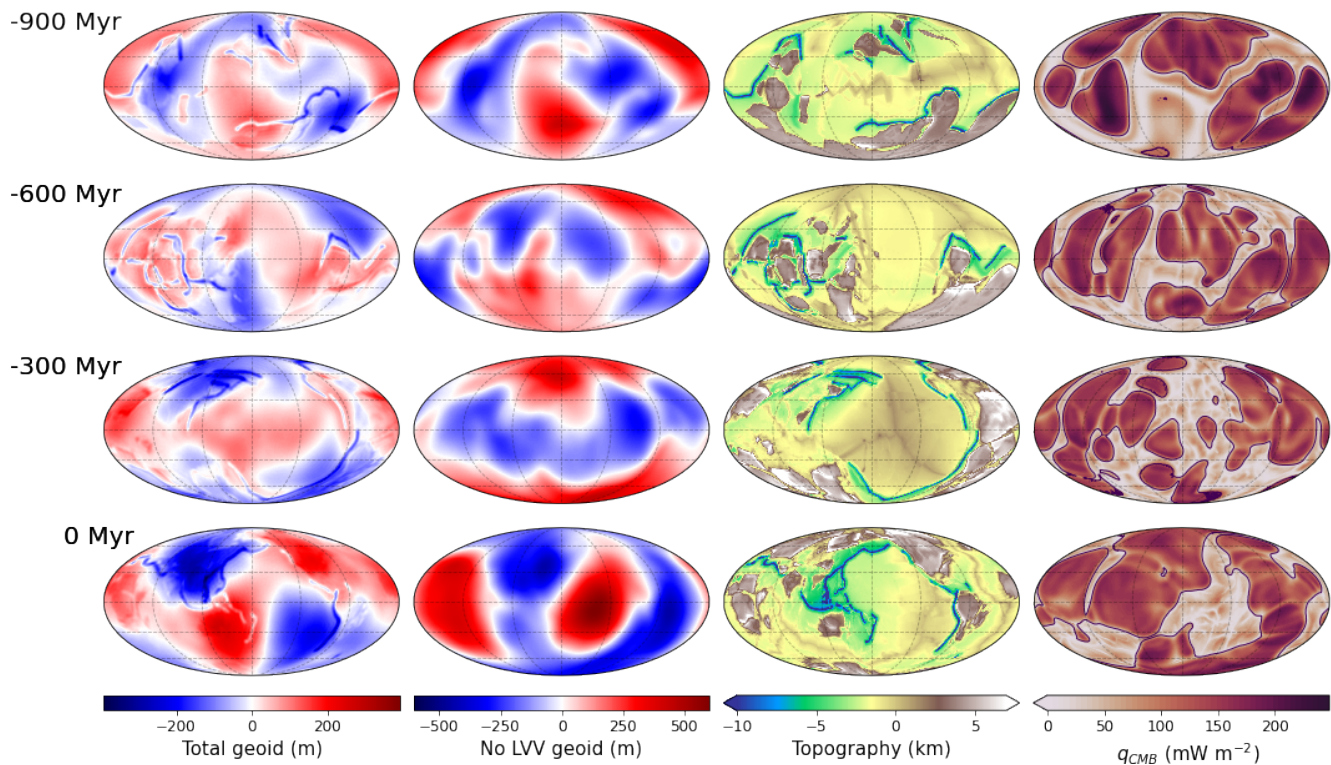 -900 Myr
-600 Myr
-300 Myr
0 Myr
−200 0 200
Total geoid (m)
−500 −250 0 250 500
No LVV geoid (m)
−10 −5 0 5
Topography (km)
0 50 100 150 200
q_CMB (mW m⁻²)